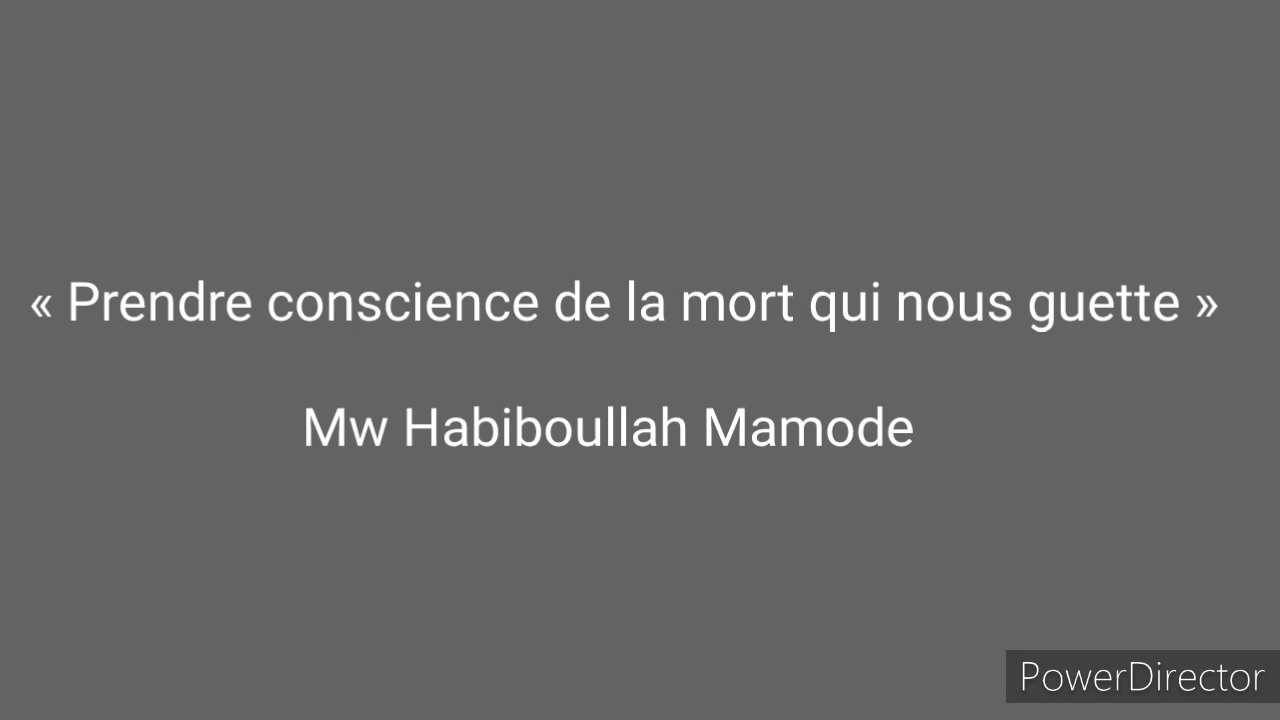 « Prendre conscience de la mort qui nous guette »
Mw Habiboullah Mamode
PowerDirector